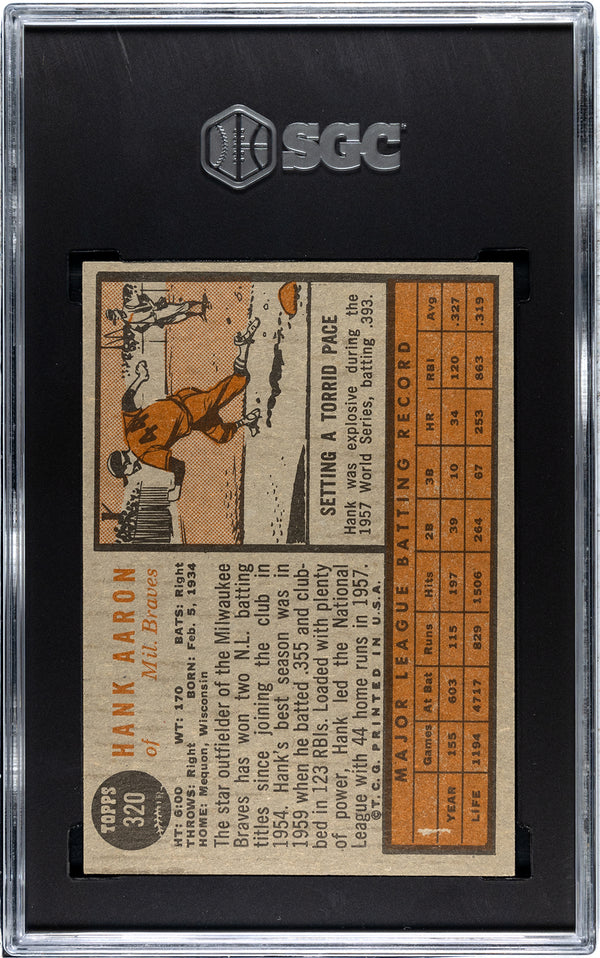 SGC
TOPPS
320
HANK AARON
of Mil. Braves
HT: 6:00 WT: 170 BATS: Right
THROWS: Right BORN: Feb. 5, 1934
HOME: Mequon, Wisconsin
The star outfielder of the Milwaukee
Braves has won two N.L. batting
titles since joining the club in
1954. Hank's best season was in
1959 when he batted .355 and club-
bed in 123 RBIs. Loaded with plenty
of power, Hank led the National
League with 44 home runs in 1957.
©T.C.G. PRINTED IN U.S.A.
44
SETTING A TORRID PACE
Hank was explosive during the
1957 World Series, batting .393.
MAJOR LEAGUE BATTING RECORD
Games At Bat Runs Hits 2B 3B HR RBI Avg.
YEAR 155 603 115 197 39 10 34 120 .327
LIFE 1194 4717 829 1506 264 67 253 863 .319